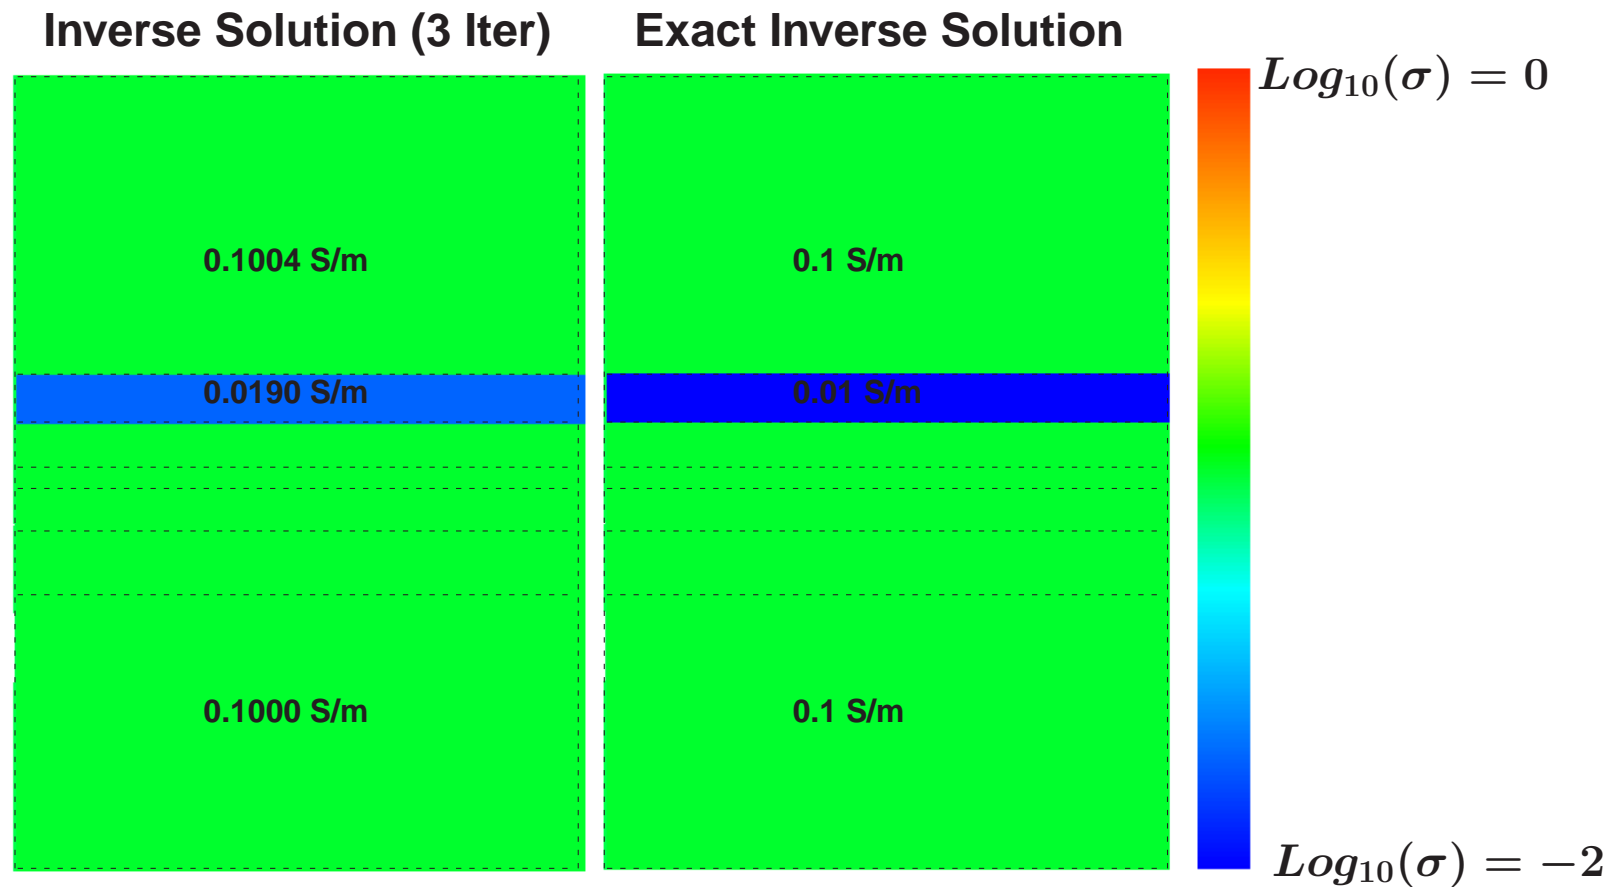 Inverse Solution (3 Iter)
Exact Inverse Solution
Log₁₀(σ) = 0
0.1004 S/m
0.1 S/m
0.0190 S/m
0.01 S/m
0.1000 S/m
0.1 S/m
Log₁₀(σ) = −2